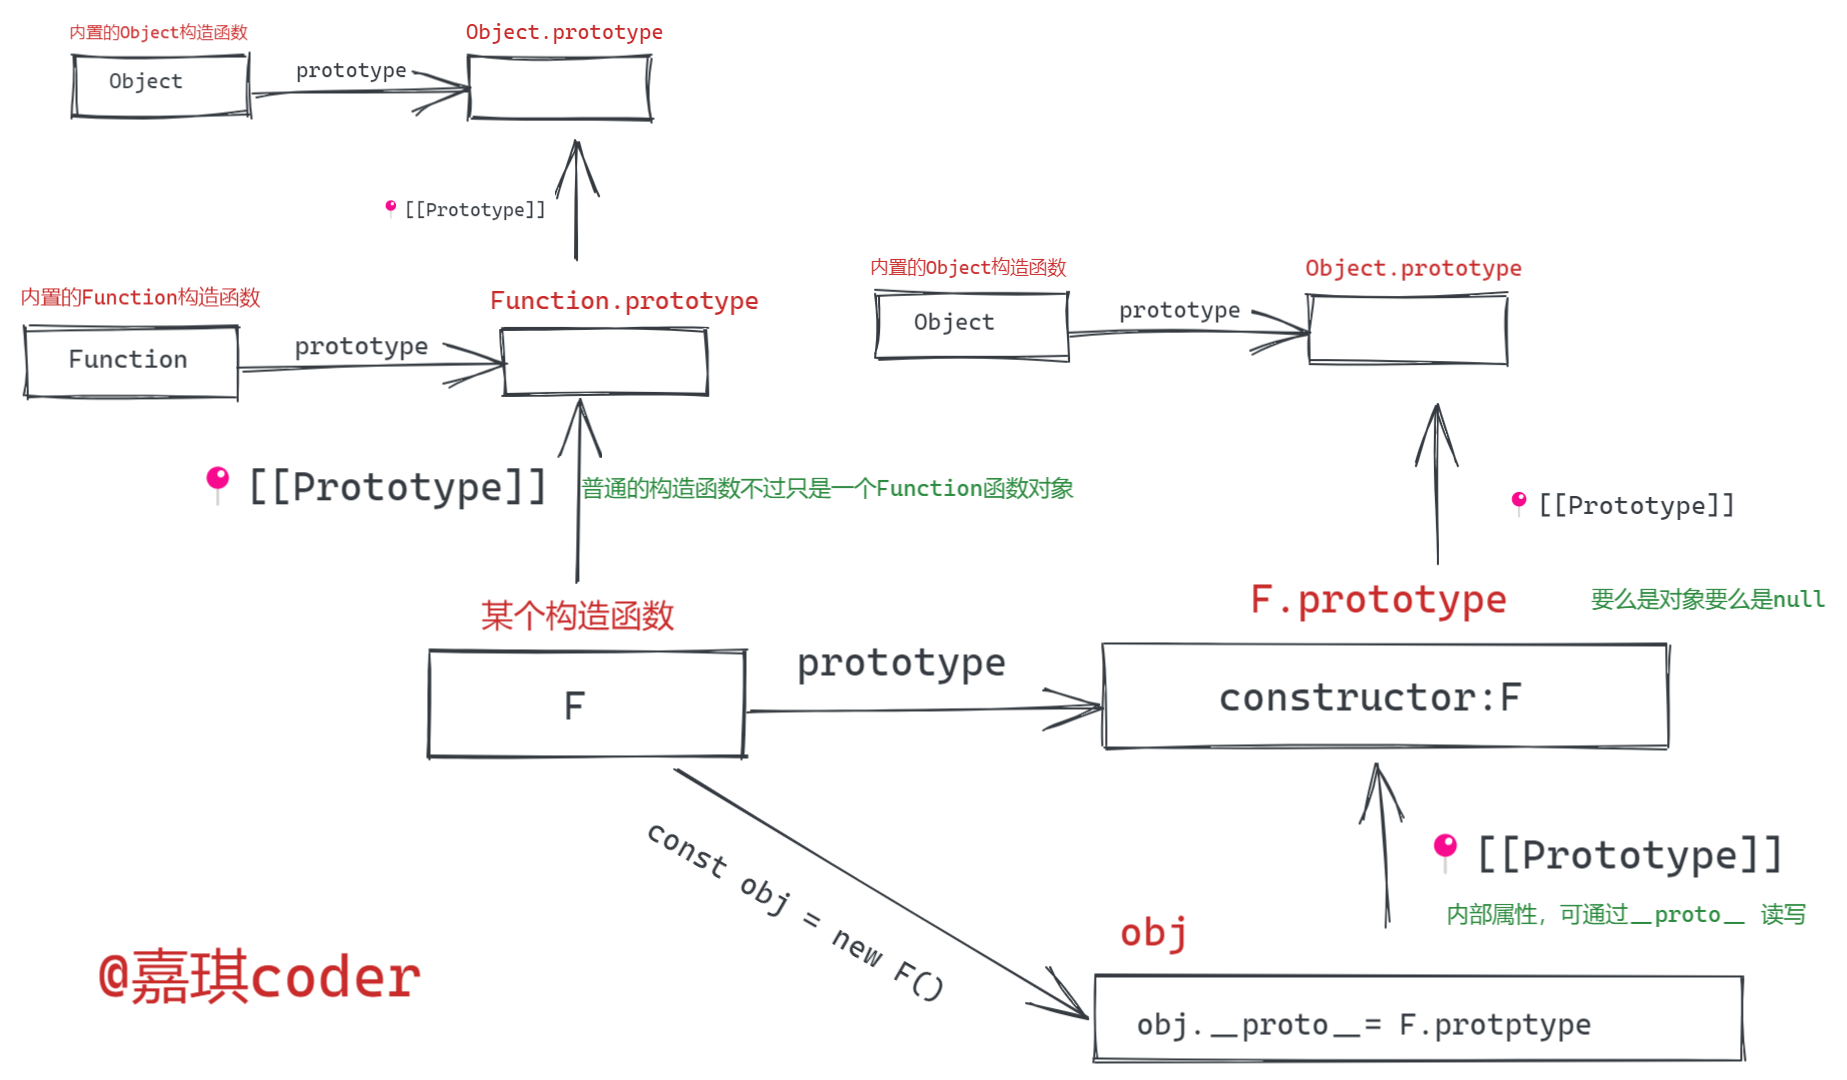 内置的Object构造函数
Object.prototype
Object
prototype
[[Prototype]]
内置的Function构造函数
Function.prototype
Function
prototype
内置的Object构造函数
Object.prototype
Object
prototype
[[Prototype]]
普通的构造函数不过只是一个Function函数对象
[[Prototype]]
某个构造函数
F.prototype
要么是对象要么是null
F
prototype
constructor:F
const obj = new F()
[[Prototype]]
内部属性，可通过__proto__ 读写
obj
obj.__proto__= F.protptype
@嘉琪coder